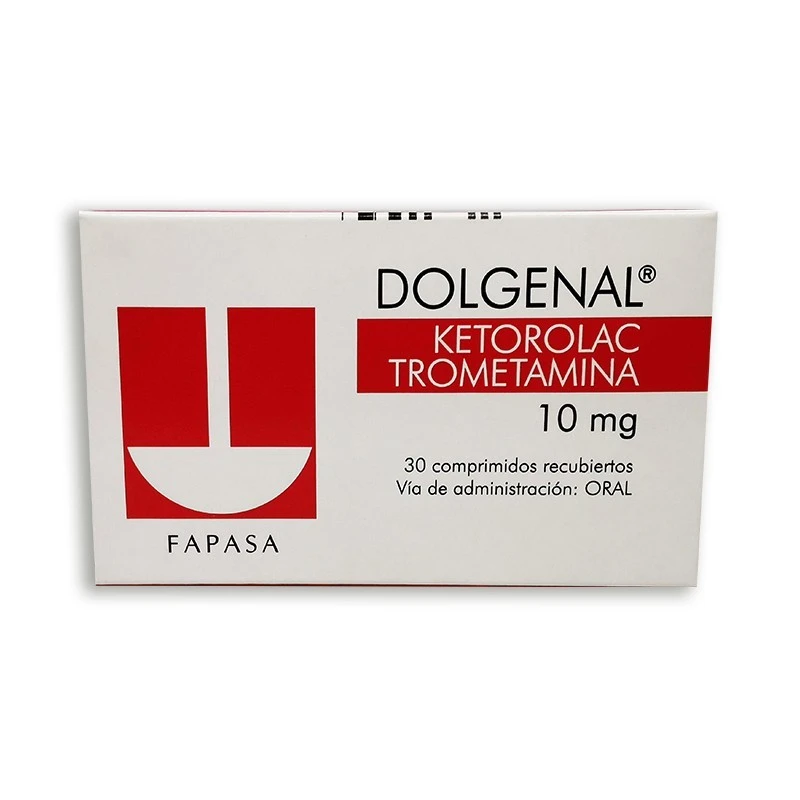 DOLGENAL®
KETOROLAC
TROMETAMINA
10 mg
30 comprimidos recubiertos
Vía de administración: ORAL
FAPASA